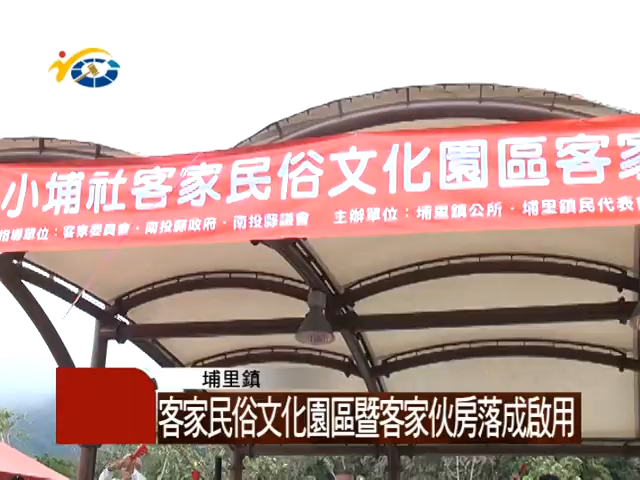 小埔社客家民俗文化園區客家
指導單位：客家委員會·南投縣政府·南投縣議會 主辦單位：埔里鎮公所·埔里鎮民代表會
埔里鎮
客家民俗文化園區暨客家伙房落成啟用